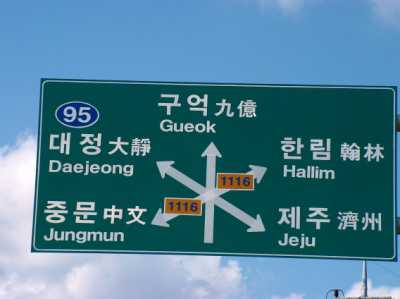 95
구억 九億
Gueok
대정 大靜
Daejeong
한림 翰林
Hallim
1116
1116
중문 中文
Jungmun
제주 濟州
Jeju